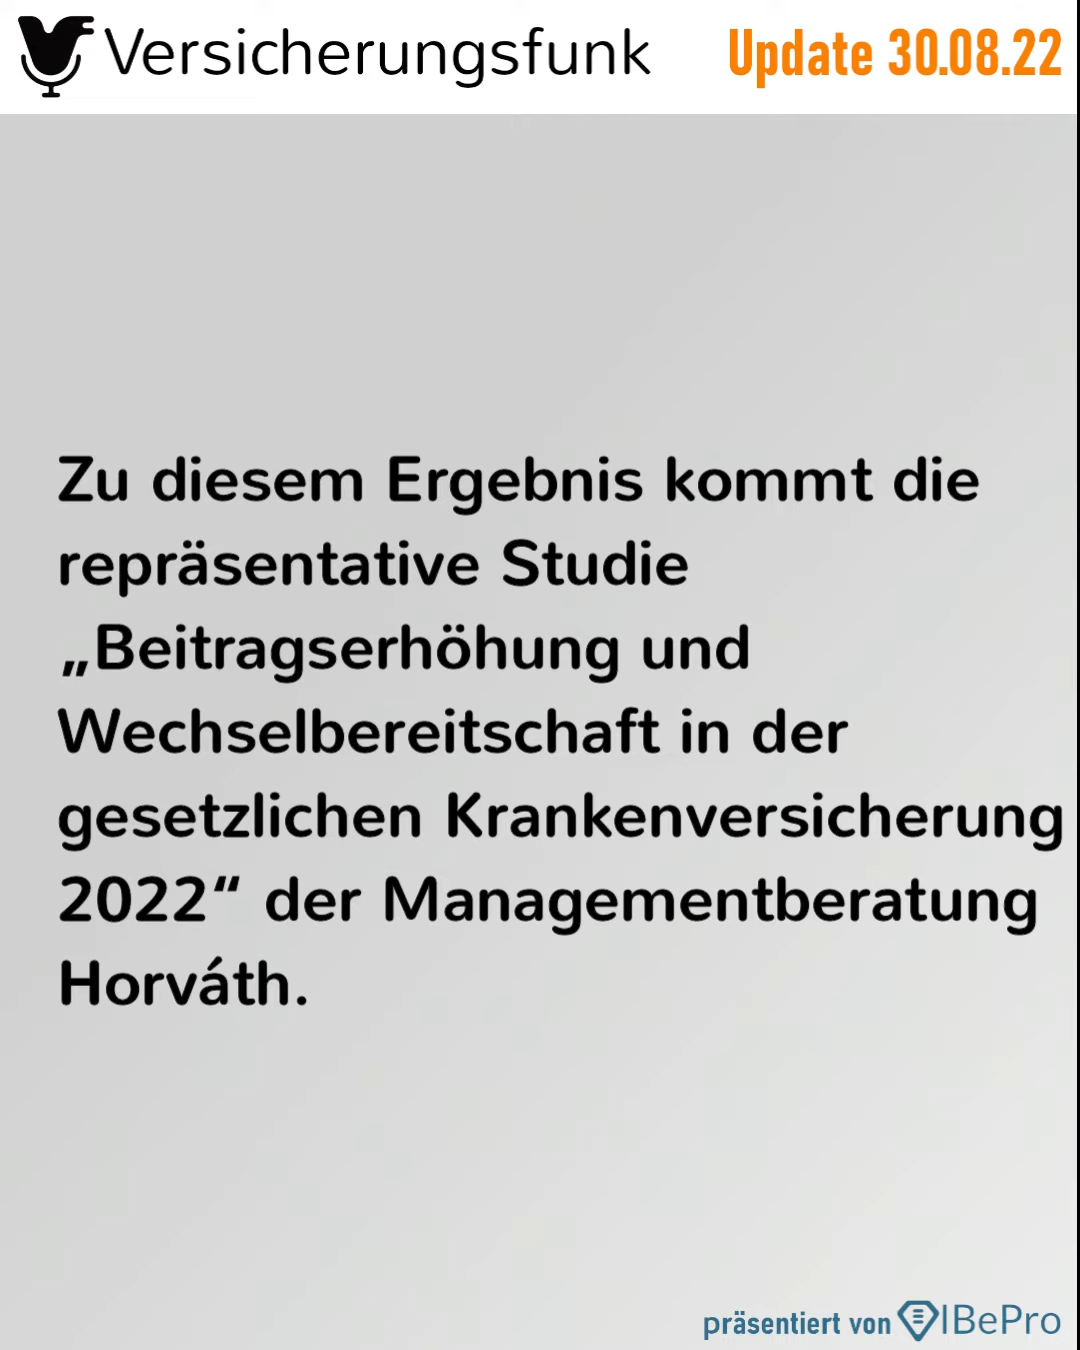 Versicherungsfunk
Update 30.08.22
Zu diesem Ergebnis kommt die
repräsentative Studie
„Beitragserhöhung und
Wechselbereitschaft in der
gesetzlichen Krankenversicherung
2022“ der Managementberatung
Horváth.
präsentiert von IBePro